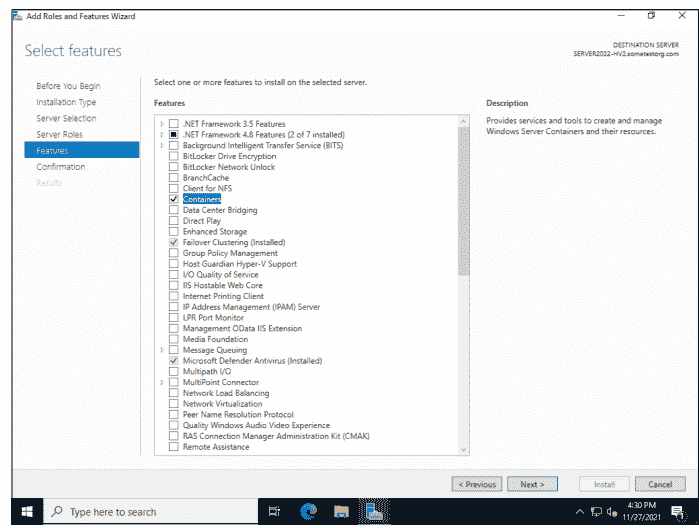 Add Roles and Features Wizard
Select features
DESTINATION SERVER
SERVER2022-HV2.sometestorg.com
Before You Begin
Installation Type
Server Selection
Server Roles
Features
Confirmation
Results
Select one or more features to install on the selected server.
Features
.NET Framework 3.5 Features
.NET Framework 4.8 Features (2 of 7 installed)
Background Intelligent Transfer Service (BITS)
BitLocker Drive Encryption
BitLocker Network Unlock
BranchCache
Client for NFS
Containers
Data Center Bridging
Direct Play
Enhanced Storage
Failover Clustering (Installed)
Group Policy Management
Host Guardian Hyper-V Support
I/O Quality of Service
IIS Hostable Web Core
Internet Printing Client
IP Address Management (IPAM) Server
LPR Port Monitor
Management OData IIS Extension
Media Foundation
Message Queuing
Microsoft Defender Antivirus (Installed)
Multipath I/O
MultiPoint Connector
Network Load Balancing
Network Virtualization
Peer Name Resolution Protocol
Quality Windows Audio Video Experience
RAS Connection Manager Administration Kit (CMAK)
Remote Assistance
Description
Provides services and tools to create and manage
Windows Server Containers and their resources.
< Previous
Next >
Install
Cancel
Type here to search
4:30 PM
11/27/2021